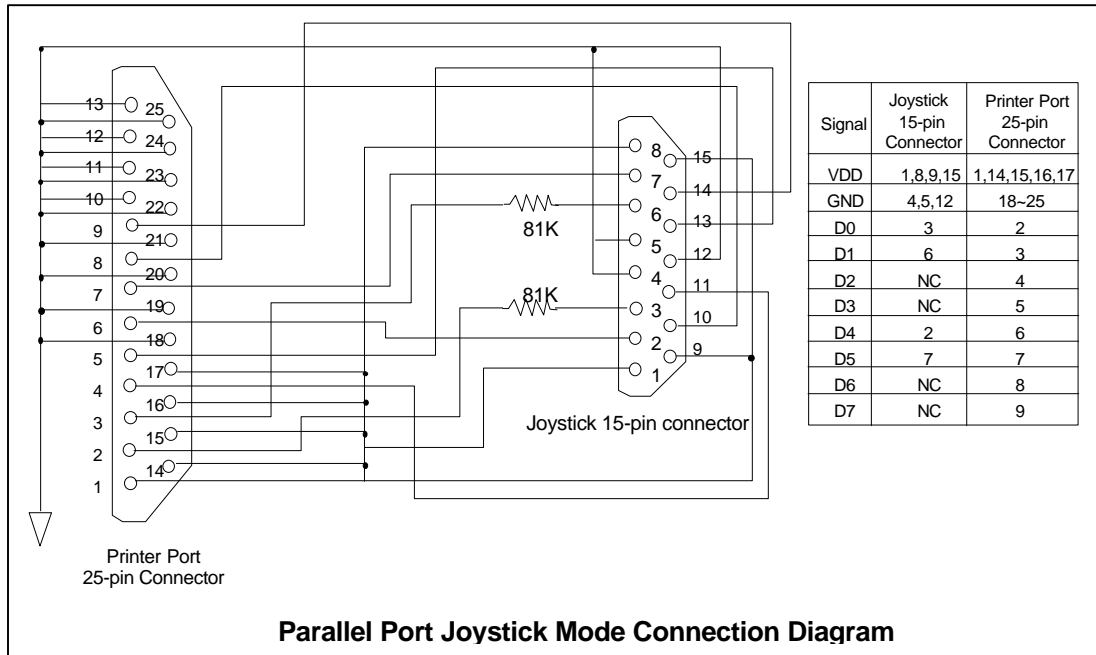 13
25
12
24
11
23
10
22
9
21
8
20
7
19
6
18
5
17
4
16
3
15
2
14
1
Printer Port
25-pin Connector
8
15
7
14
6
13
5
12
4
11
3
10
2
9
1
81K
81K
Joystick 15-pin connector
Signal Joystick 15-pin Connector Printer Port 25-pin Connector
VDD 1,8,9,15 1,14,15,16,17
GND 4,5,12 18~25
D0 3 2
D1 6 3
D2 NC 4
D3 NC 5
D4 2 6
D5 7 7
D6 NC 8
D7 NC 9
Parallel Port Joystick Mode Connection Diagram